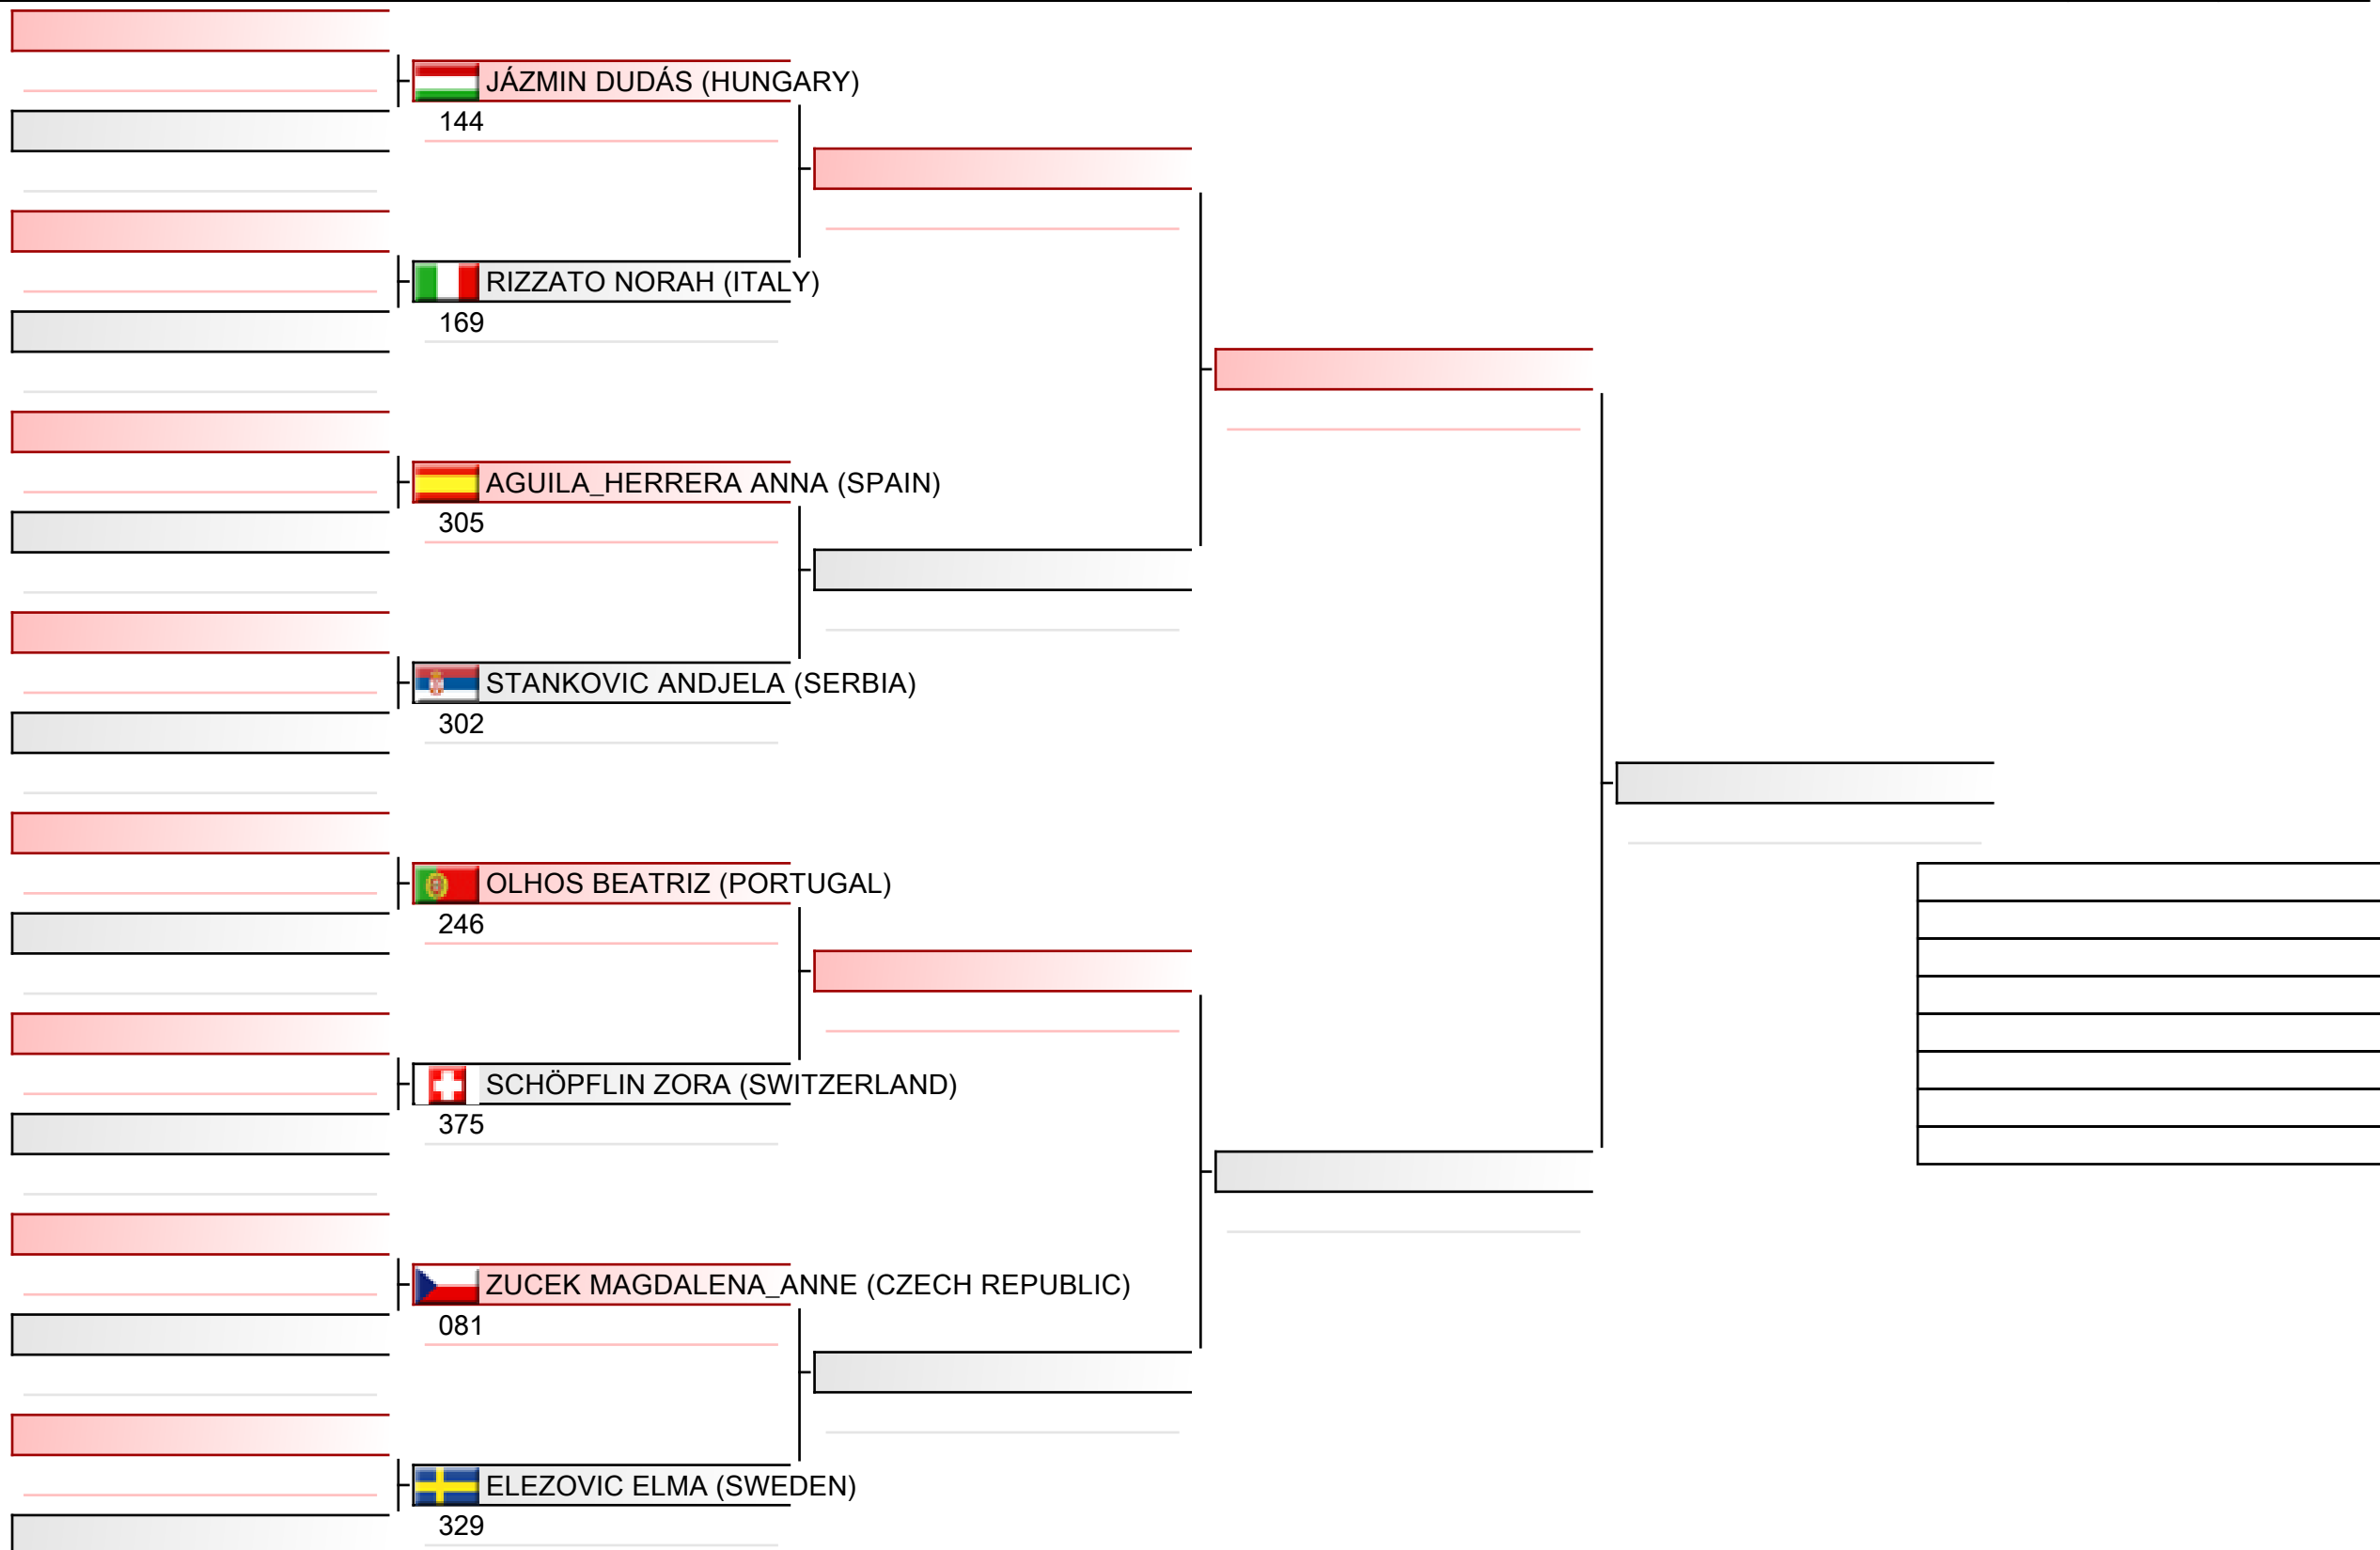 JÁZMIN DUDÁS (HUNGARY)
144
RIZZATO NORAH (ITALY)
169
AGUILA_HERRERA ANNA (SPAIN)
305
STANKOVIC ANDJELA (SERBIA)
302
OLHOS BEATRIZ (PORTUGAL)
246
SCHÖPFLIN ZORA (SWITZERLAND)
375
ZUCEK MAGDALENA_ANNE (CZECH REPUBLIC)
081
ELEZOVIC ELMA (SWEDEN)
329